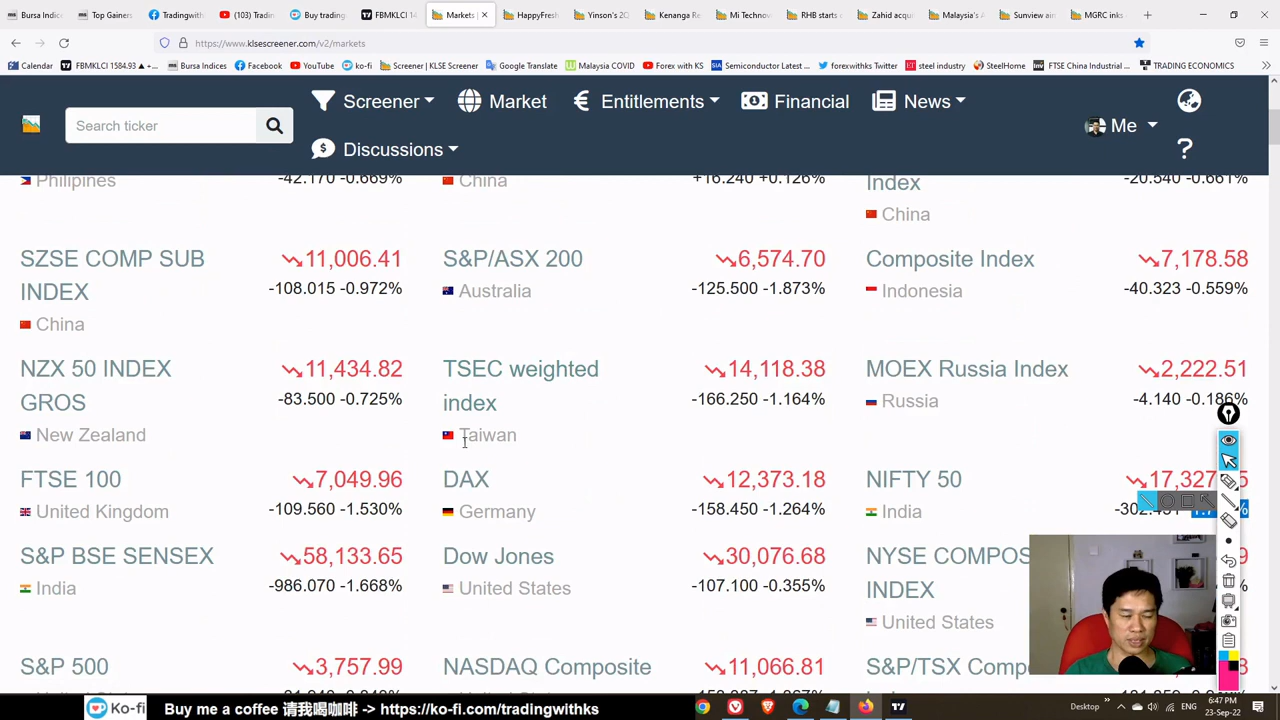 Bursa Indic
Top Gainers
Tradingwith
(103) Tradin
Buy trading
FBMKLCI 14
Markets |
HappyFresh
Yinson's 20
Kenanga Re
Mi Technov
RHB starts
Zahid acqu
Malaysia's A
Sunview air
MGRC inks
https://www.klsescreener.com/v2/markets
Calendar
FBMKLCI 1584.93 ▲ +...
Bursa Indices
Facebook
YouTube
ko-fi
Screener | KLSE Screener
Google Translate
Malaysia COVID
Forex with KS
Semiconductor Latest ...
forexwithks Twitter
steel industry
SteelHome
FTSE China Industrial ...
TRADING ECONOMICS
Search ticker
Screener
Market
Entitlements
Financial
News
Me
Discussions
?
Philipines
-42.170 -0.669%
China
+16.240 +0.126%
Index
-20.540 -0.661%
China
SZSE COMP SUB
INDEX
11,006.41
-108.015 -0.972%
China
S&P/ASX 200
6,574.70
-125.500 -1.873%
Australia
Composite Index
7,178.58
-40.323 -0.559%
Indonesia
NZX 50 INDEX
GROS
11,434.82
-83.500 -0.725%
New Zealand
TSEC weighted
index
14,118.38
-166.250 -1.164%
Taiwan
MOEX Russia Index
2,222.51
-4.140 -0.186%
Russia
FTSE 100
7,049.96
-109.560 -1.530%
United Kingdom
DAX
12,373.18
-158.450 -1.264%
Germany
NIFTY 50
17,327
India
S&P BSE SENSEX
58,133.65
-986.070 -1.668%
India
Dow Jones
30,076.68
-107.100 -0.355%
United States
NYSE COMPOS
INDEX
United States
S&P 500
3,757.99
NASDAQ Composite
11,066.81
S&P/TSX Comp
Ko-fi
Buy me a coffee 请我喝咖啡 -> https://ko-fi.com/tradingwithks
Desktop
ENG
6:47 PM
23-Sep-22